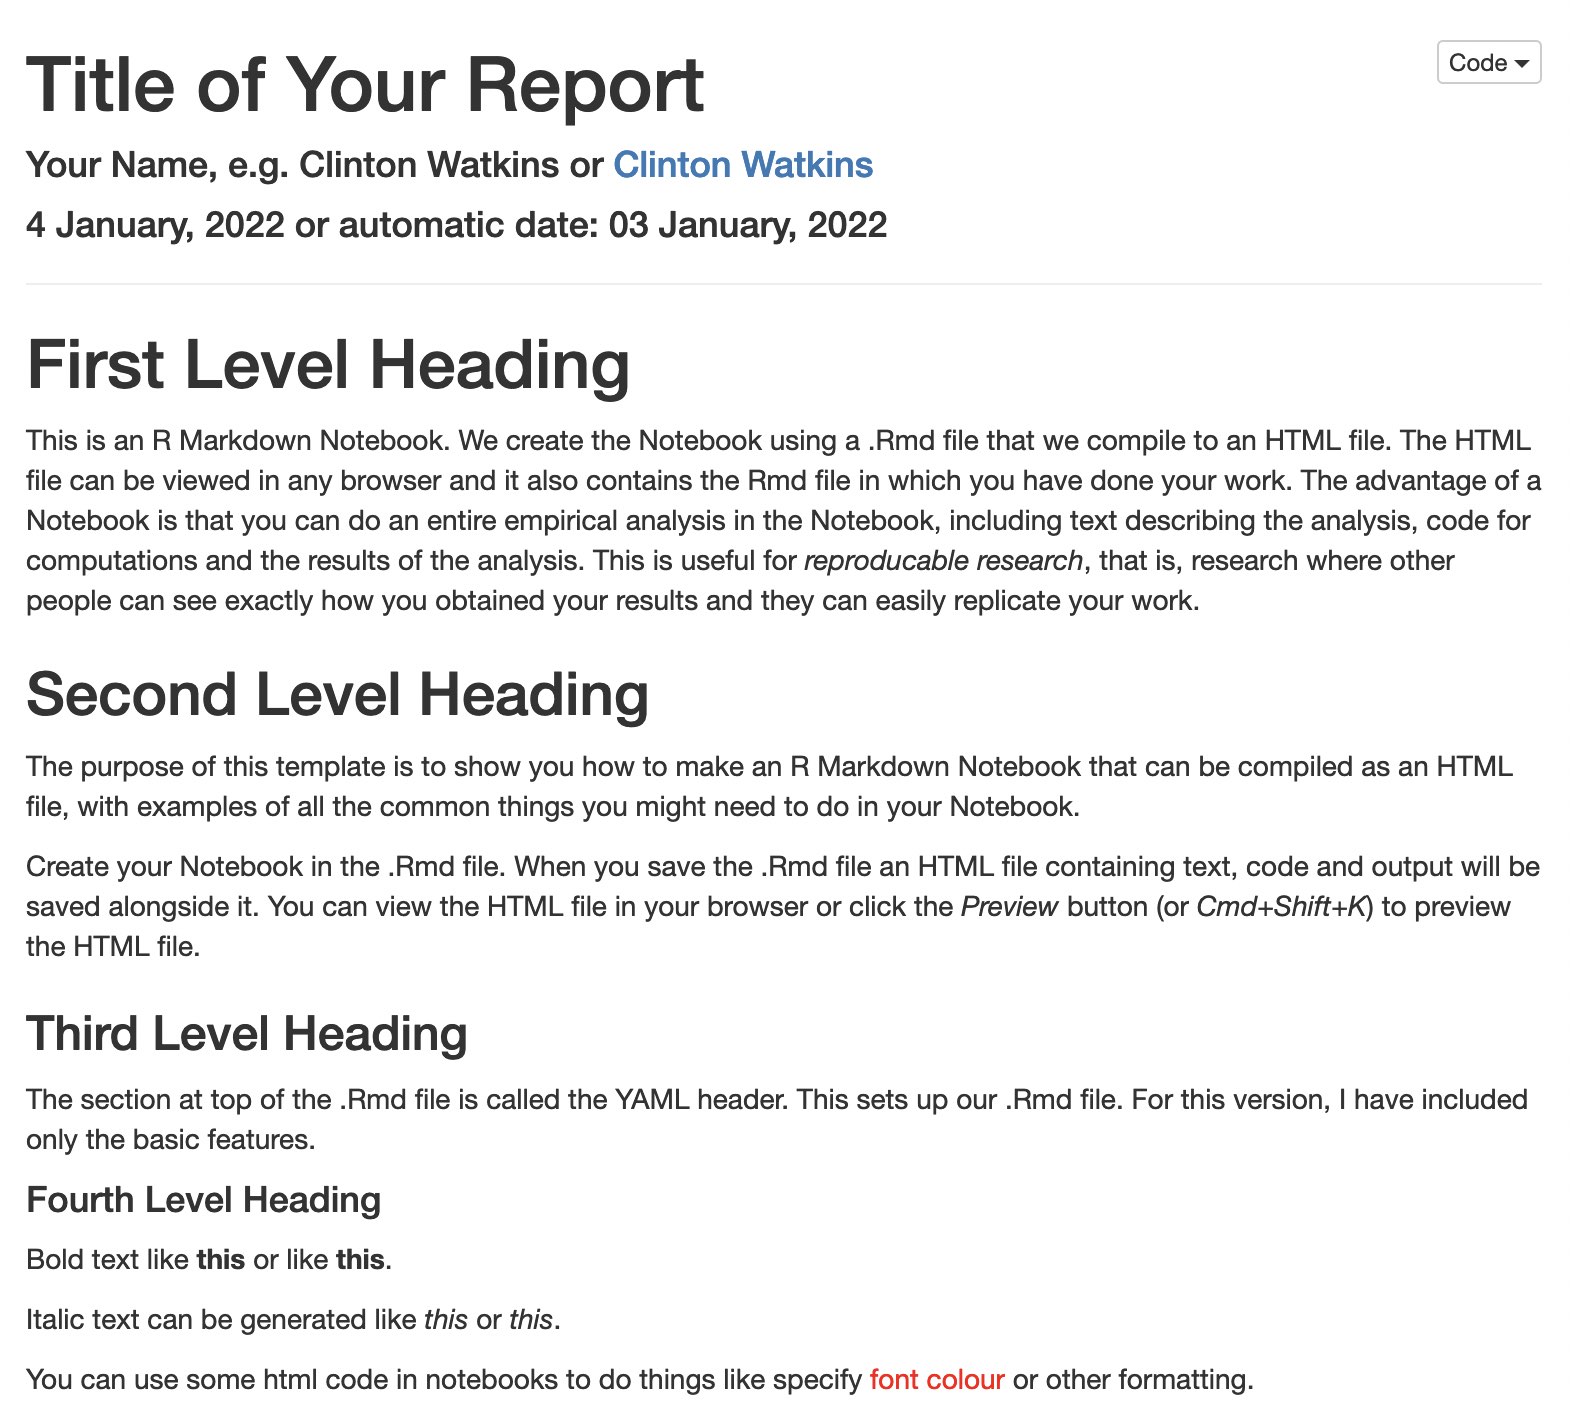 Title of Your Report
Code
Your Name, e.g. Clinton Watkins or Clinton Watkins
4 January, 2022 or automatic date: 03 January, 2022
First Level Heading
This is an R Markdown Notebook. We create the Notebook using a .Rmd file that we compile to an HTML file. The HTML
file can be viewed in any browser and it also contains the Rmd file in which you have done your work. The advantage of a
Notebook is that you can do an entire empirical analysis in the Notebook, including text describing the analysis, code for
computations and the results of the analysis. This is useful for reproducable research, that is, research where other
people can see exactly how you obtained your results and they can easily replicate your work.
Second Level Heading
The purpose of this template is to show you how to make an R Markdown Notebook that can be compiled as an HTML
file, with examples of all the common things you might need to do in your Notebook.
Create your Notebook in the .Rmd file. When you save the .Rmd file an HTML file containing text, code and output will be
saved alongside it. You can view the HTML file in your browser or click the Preview button (or Cmd+Shift+K) to preview
the HTML file.
Third Level Heading
The section at top of the .Rmd file is called the YAML header. This sets up our .Rmd file. For this version, I have included
only the basic features.
Fourth Level Heading
Bold text like this or like this.
Italic text can be generated like this or this.
You can use some html code in notebooks to do things like specify font colour or other formatting.